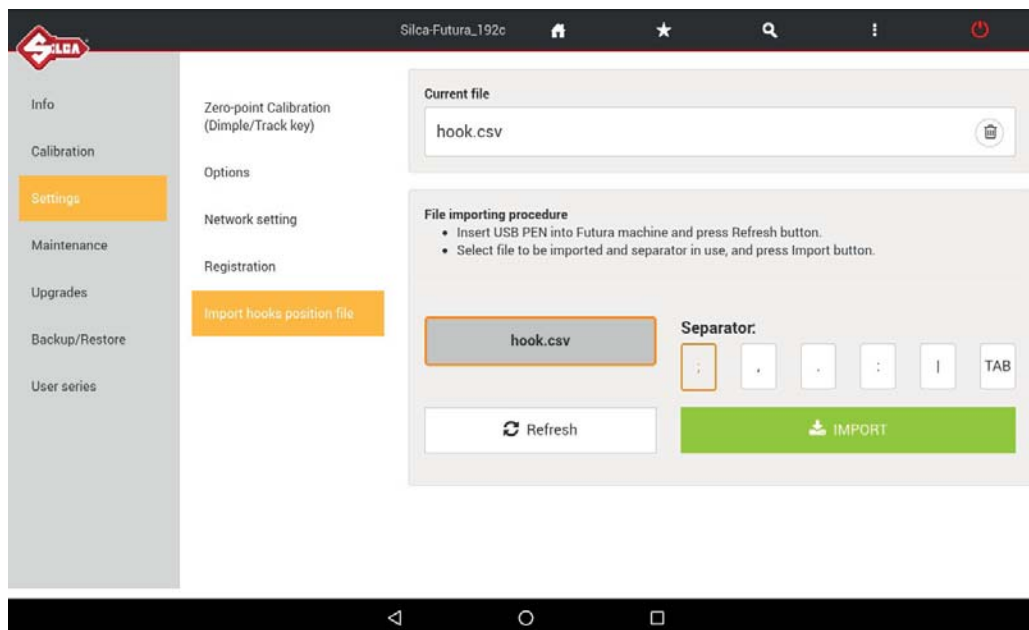 SILCA
Silca-Futura_192c
Info
Calibration
Settings
Maintenance
Upgrades
Backup/Restore
User series
Zero-point Calibration
(Dimple/Track key)
Options
Network setting
Registration
Import hooks position file
Current file
hook.csv
File importing procedure
• Insert USB PEN into Futura machine and press Refresh button.
• Select file to be imported and separator in use, and press Import button.
hook.csv
Separator:
; , . : | TAB
Refresh
IMPORT